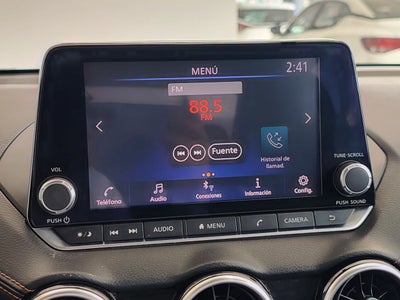 MENÚ
2:41
FM
88.5
FM
Fuente
Historial de
llamad.
Teléfono
Audio
Conexiones
Información
Config.
VOL
PUSH
TUNE·SCROLL
PUSH SOUND
AUDIO
MENU
CAMERA